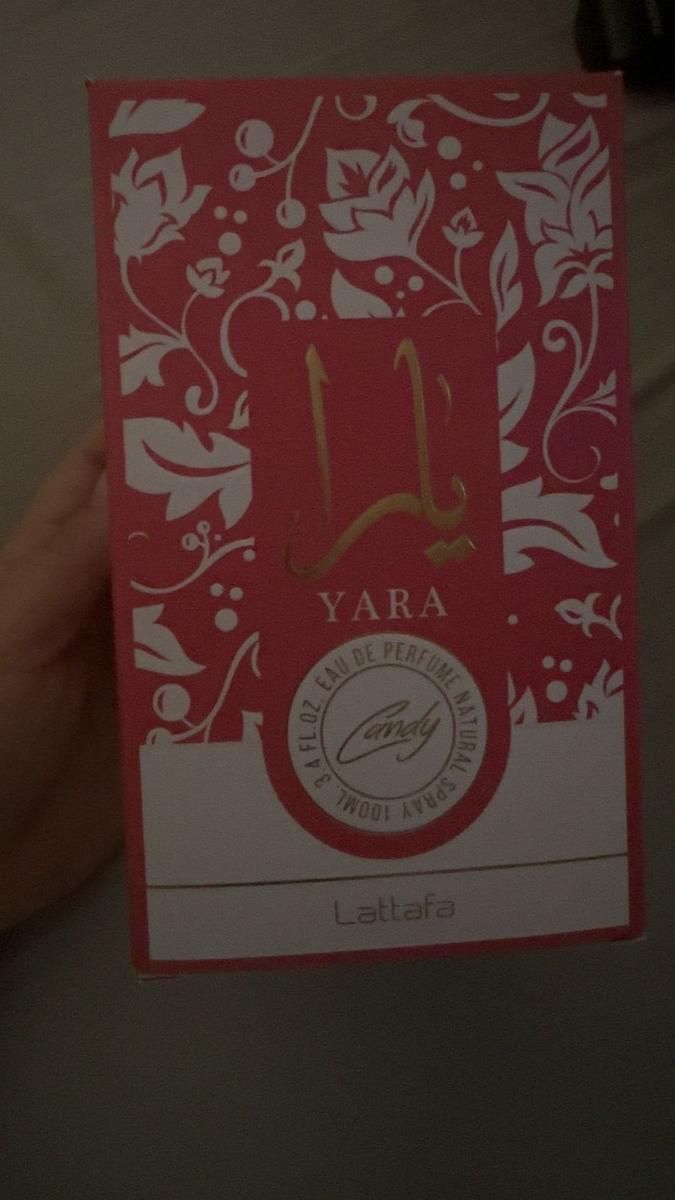 يارا
YARA
EAU DE PERFUME NATURAL SPRAY 100ML. 3.4 FL.OZ.
Candy
Lattafa